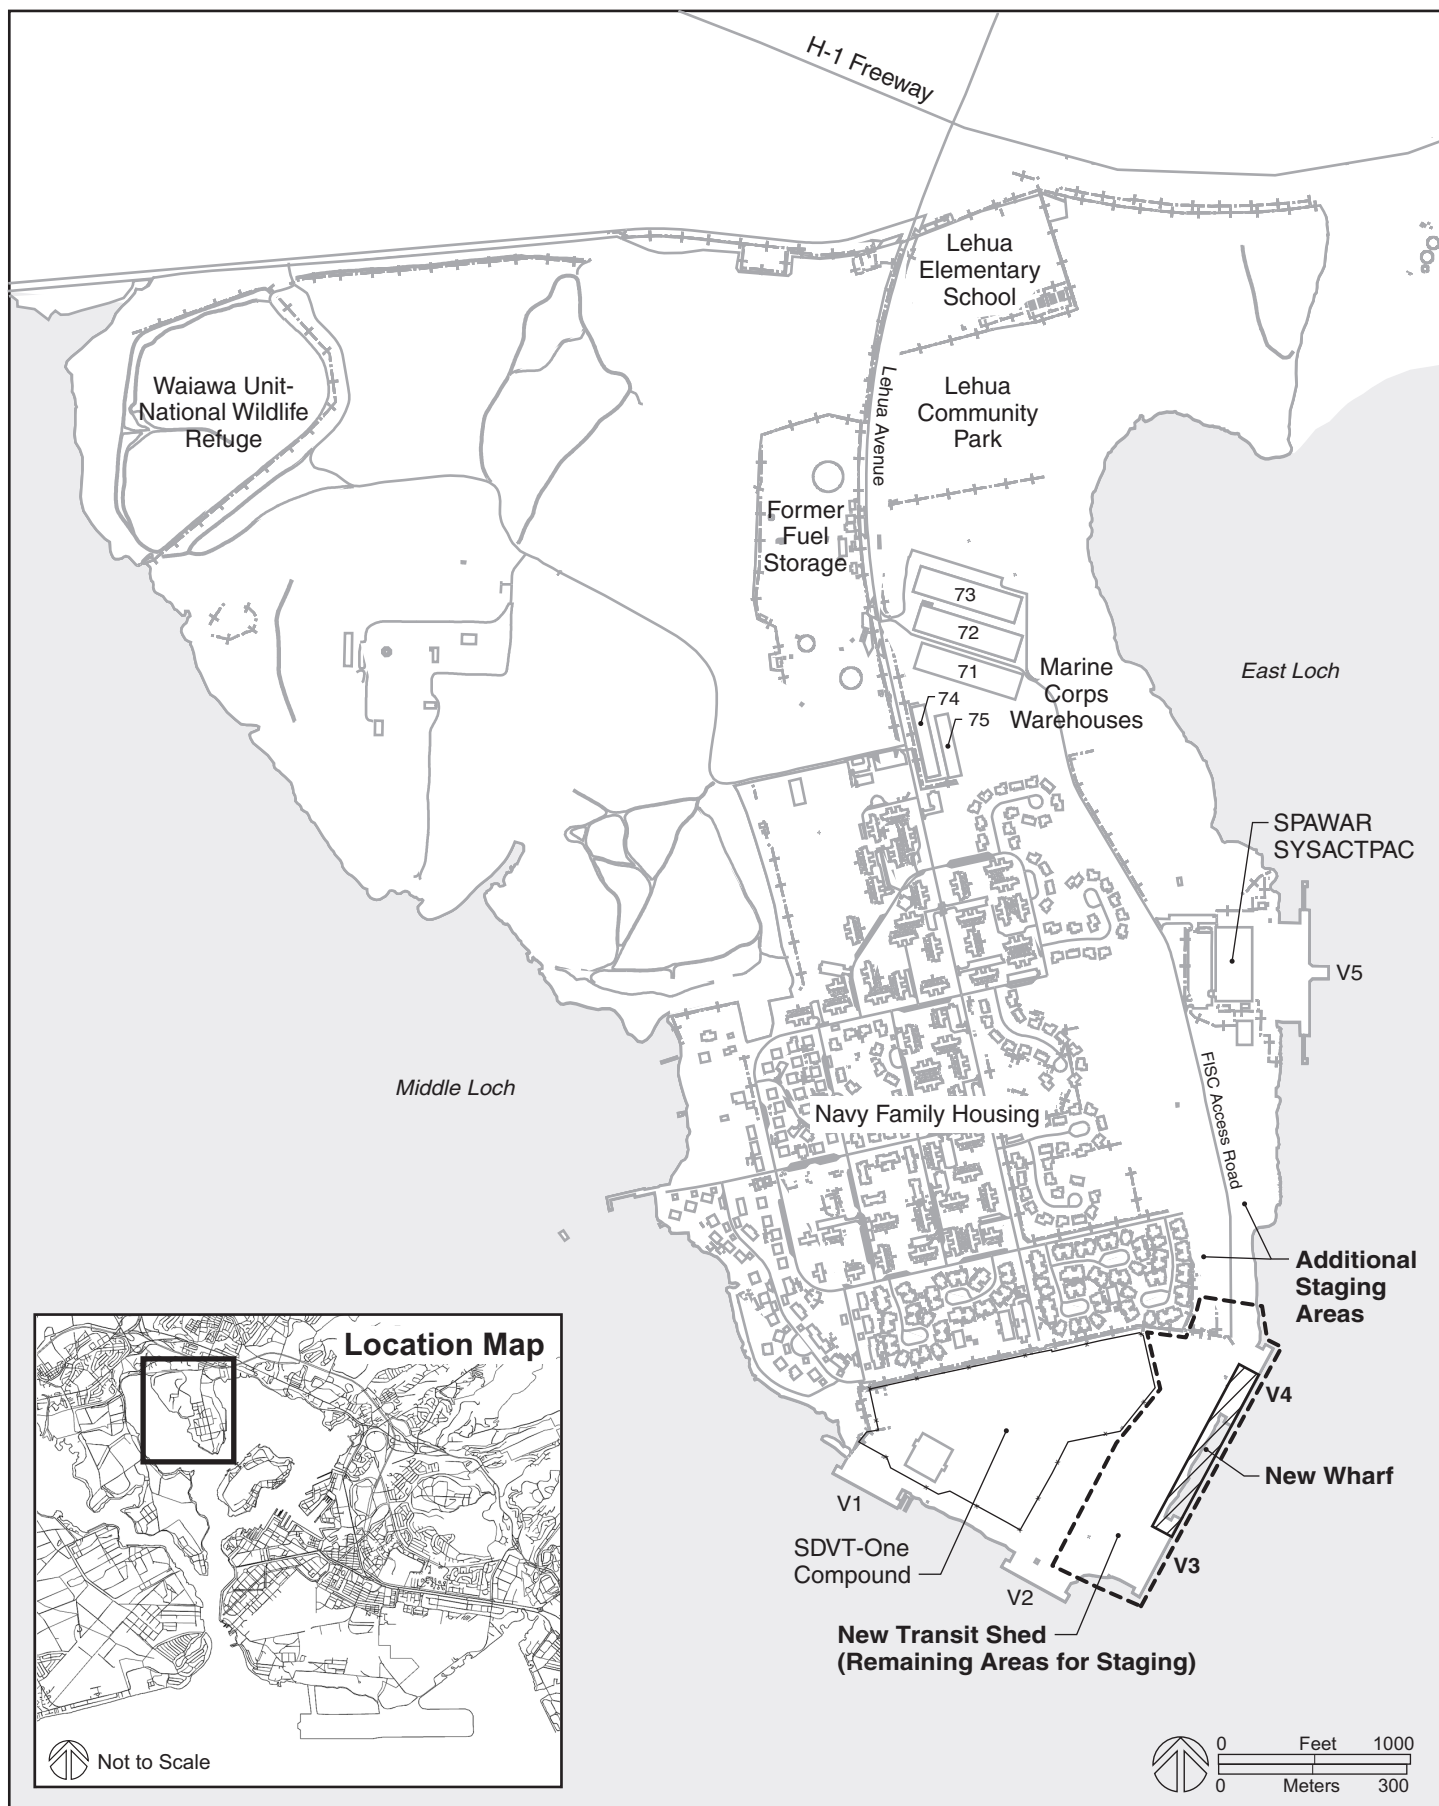 H-1 Freeway
Lehua
Elementary
School
Waiawa Unit-
National Wildlife
Refuge
Lehua Avenue
Lehua
Community
Park
Former
Fuel
Storage
73
72
71
74
75
Marine
Corps
Warehouses
East Loch
SPAWAR
SYSACTPAC
V5
Middle Loch
FISC Access Road
Navy Family Housing
Additional
Staging
Areas
Location Map
V4
New Wharf
V1
SDVT-One
Compound
V3
V2
New Transit Shed
(Remaining Areas for Staging)
Not to Scale
0 Feet 1000
0 Meters 300